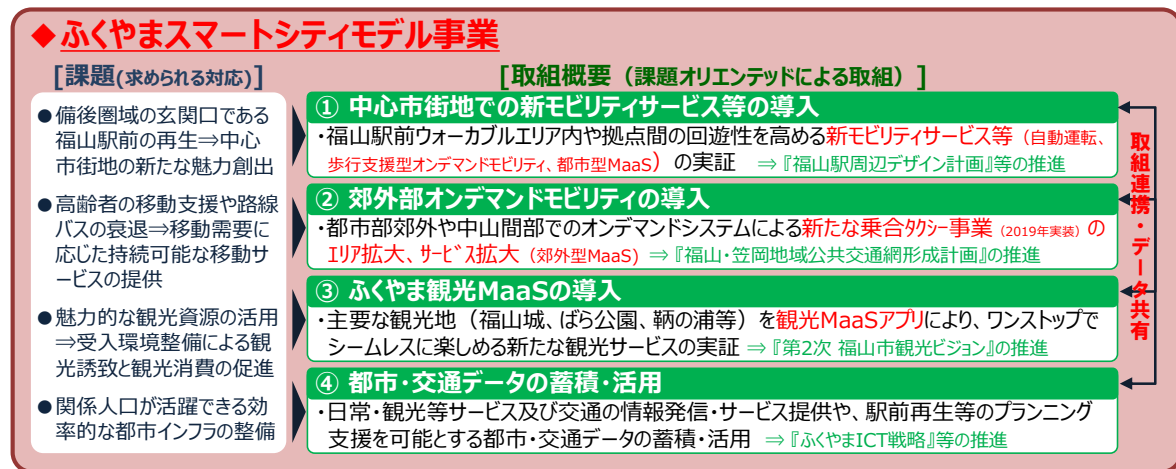 ◆ふくやまスマートシティモデル事業
[課題(求められる対応)]
●備後圏域の玄関口である
福山駅前の再生⇒中心
市街地の新たな魅力創出
●高齢者の移動支援や路線
バスの衰退⇒移動需要に
応じた持続可能な移動サ
ービスの提供
●魅力的な観光資源の活用
⇒受入環境整備による観
光誘致と観光消費の促進
●関係人口が活躍できる効
率的な都市インフラの整備
[取組概要（課題オリエンテッドによる取組）]
① 中心市街地での新モビリティサービス等の導入
・福山駅前ウォーカブルエリア内や拠点間の回遊性を高める新モビリティサービス等（自動運転、
歩行支援型オンデマンドモビリティ、都市型MaaS）の実証 ⇒『福山駅周辺デザイン計画』等の推進
② 郊外部オンデマンドモビリティの導入
・都市部郊外や中山間部でのオンデマンドシステムによる新たな乗合ﾀｸｼｰ事業（2019年実装）の
ｴﾘｱ拡大、ｻｰﾋﾞｽ拡大（郊外型MaaS）⇒『福山・笠岡地域公共交通網形成計画』の推進
③ ふくやま観光MaaSの導入
・主要な観光地（福山城、ばら公園、鞆の浦等）を観光MaaSアプリにより、ワンストップで
シームレスに楽しめる新たな観光サービスの実証 ⇒『第2次 福山市観光ビジョン』の推進
④ 都市・交通データの蓄積・活用
・日常・観光等サービス及び交通の情報発信・サービス提供や、駅前再生等のプランニング
支援を可能とする都市・交通データの蓄積・活用 ⇒『ふくやまICT戦略』等の推進
取組連携・データ共有